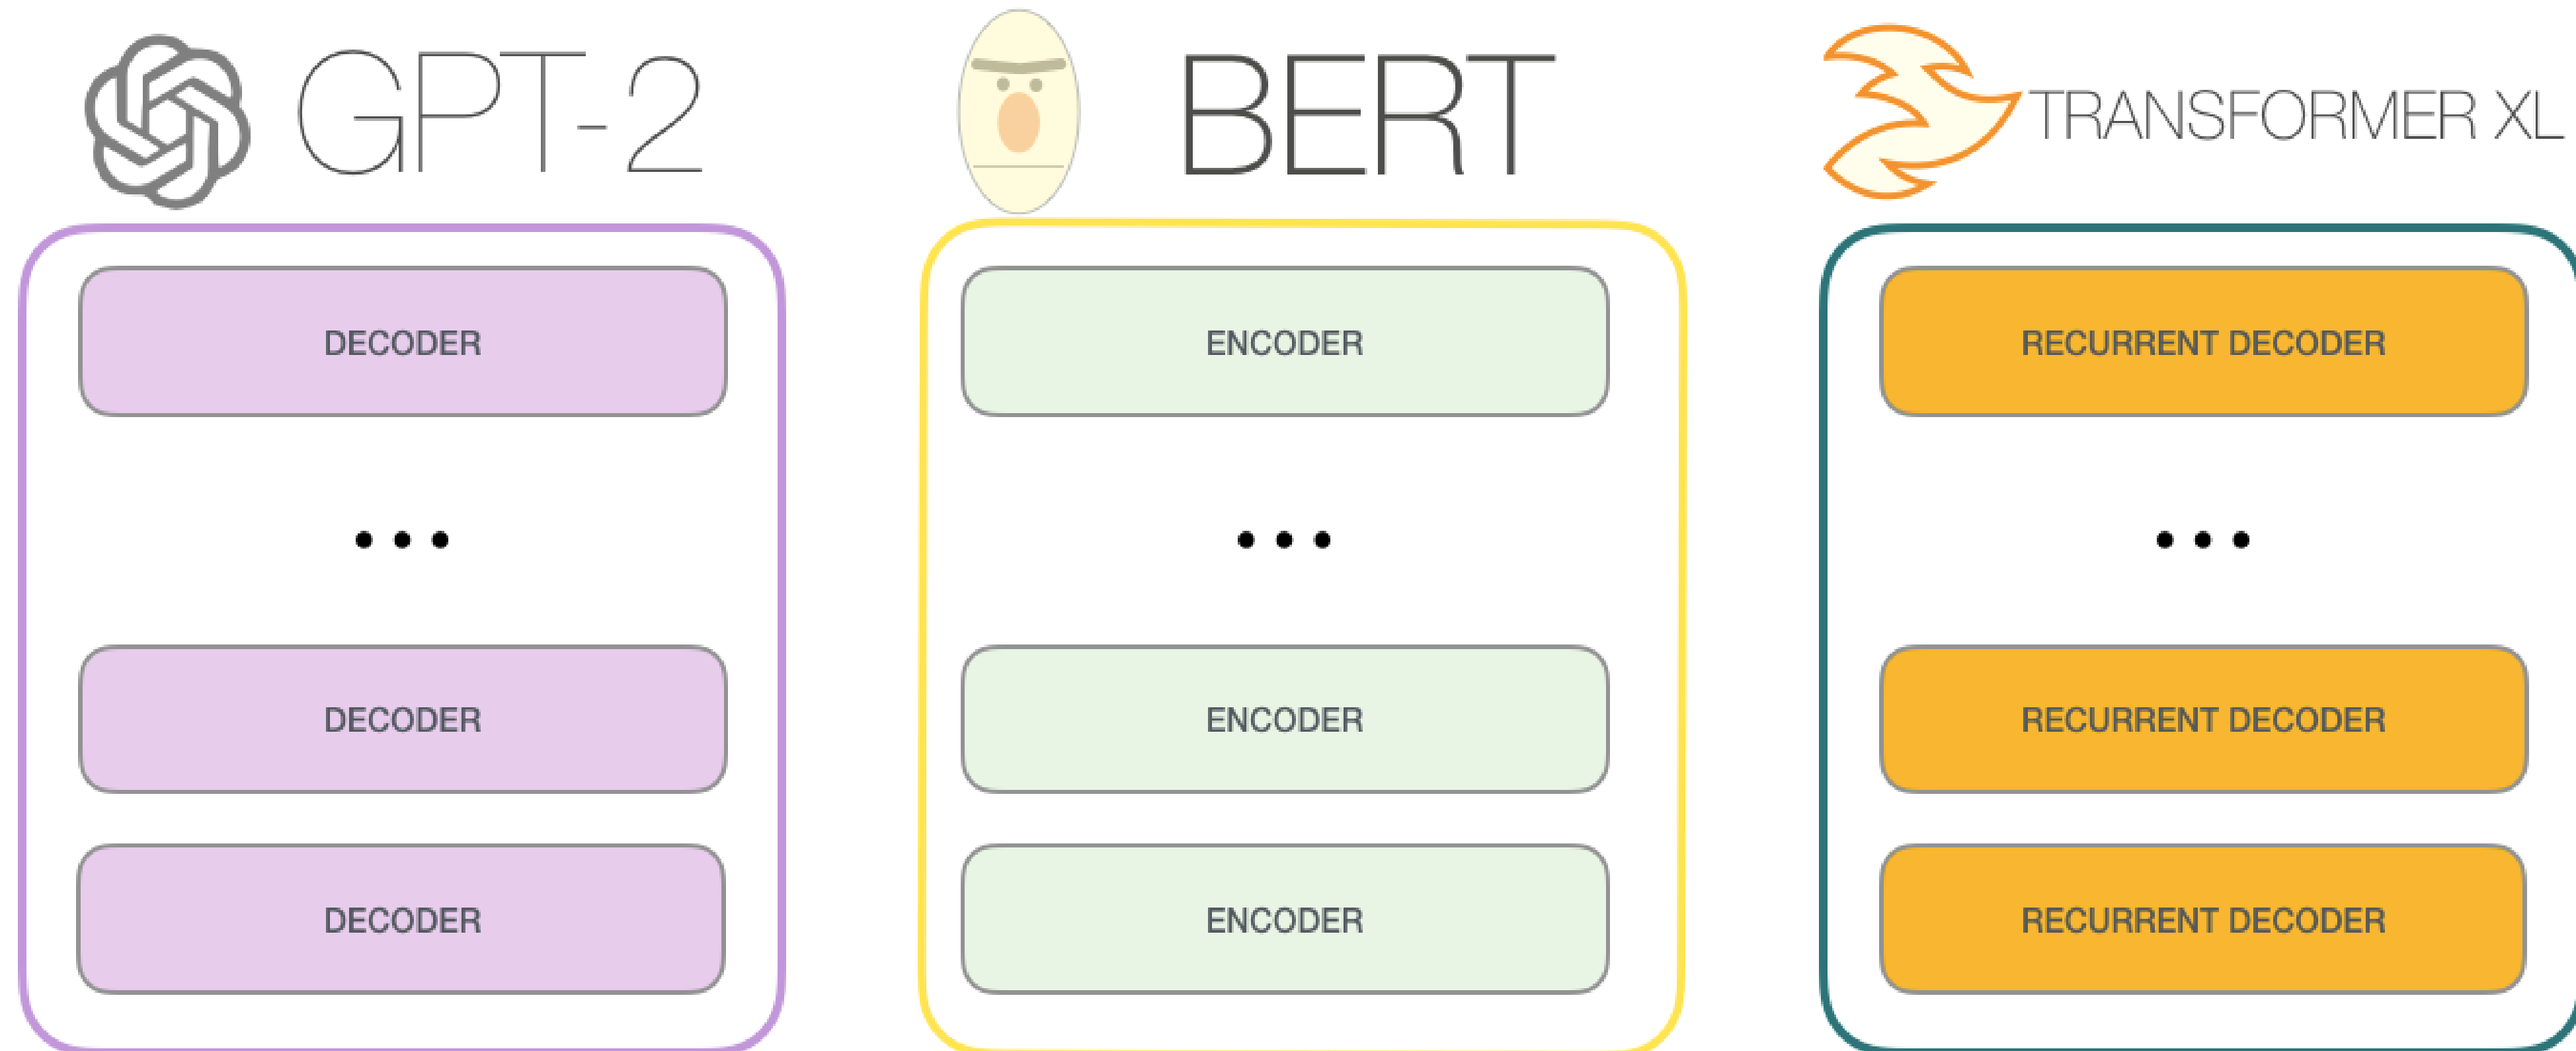 GPT-2
DECODER
...
DECODER
DECODER
BERT
ENCODER
...
ENCODER
ENCODER
TRANSFORMER XL
RECURRENT DECODER
...
RECURRENT DECODER
RECURRENT DECODER